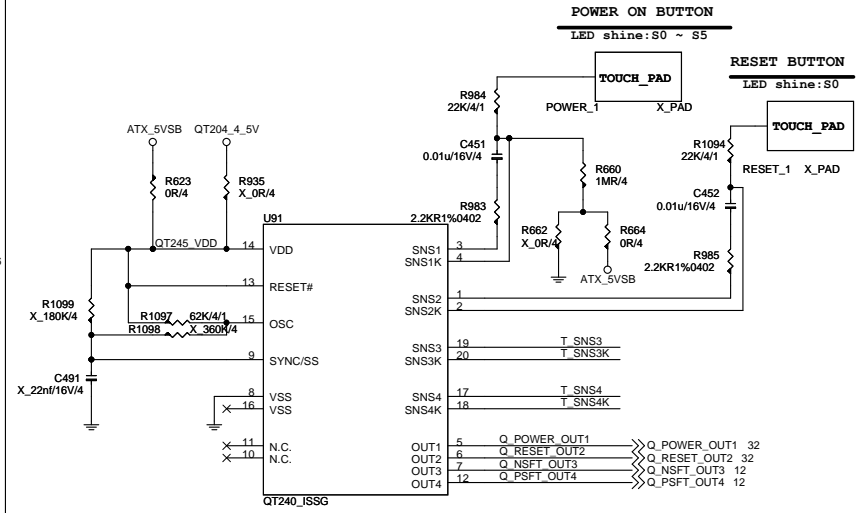 POWER ON BUTTON
LED shine:S0 ~ S5
RESET BUTTON
LED shine:S0
TOUCH_PAD
POWER_1 X_PAD
TOUCH_PAD
RESET_1 X_PAD
R984
22K/4/1
R1094
22K/4/1
ATX_5VSB QT204_4_5V
C451
0.01u/16V/4
R660
1MR/4
C452
0.01u/16V/4
R623
0R/4
R935
X_0R/4
R983
2.2KR1%0402
R662
X_0R/4
R664
0R/4
ATX_5VSB
R985
2.2KR1%0402
U91
QT245_VDD
14 VDD
13 RESET#
15 OSC
9 SYNC/SS
8 VSS
16 VSS
11 N.C.
10 N.C.
SNS1 3
SNS1K 4
SNS2 1
SNS2K 2
SNS3 19 T_SNS3
SNS3K 20 T_SNS3K
SNS4 17 T_SNS4
SNS4K 18 T_SNS4K
OUT1 5 Q_POWER_OUT1 Q_POWER_OUT1 32
OUT2 6 Q_RESET_OUT2 Q_RESET_OUT2 32
OUT3 7 Q_NSFT_OUT3 Q_NSFT_OUT3 12
OUT4 12 Q_PSFT_OUT4 Q_PSFT_OUT4 12
QT240_ISSG
R1099
X_180K/4
R1097 62K/4/1
R1098 X_360K/4
C491
X_22nf/16V/4